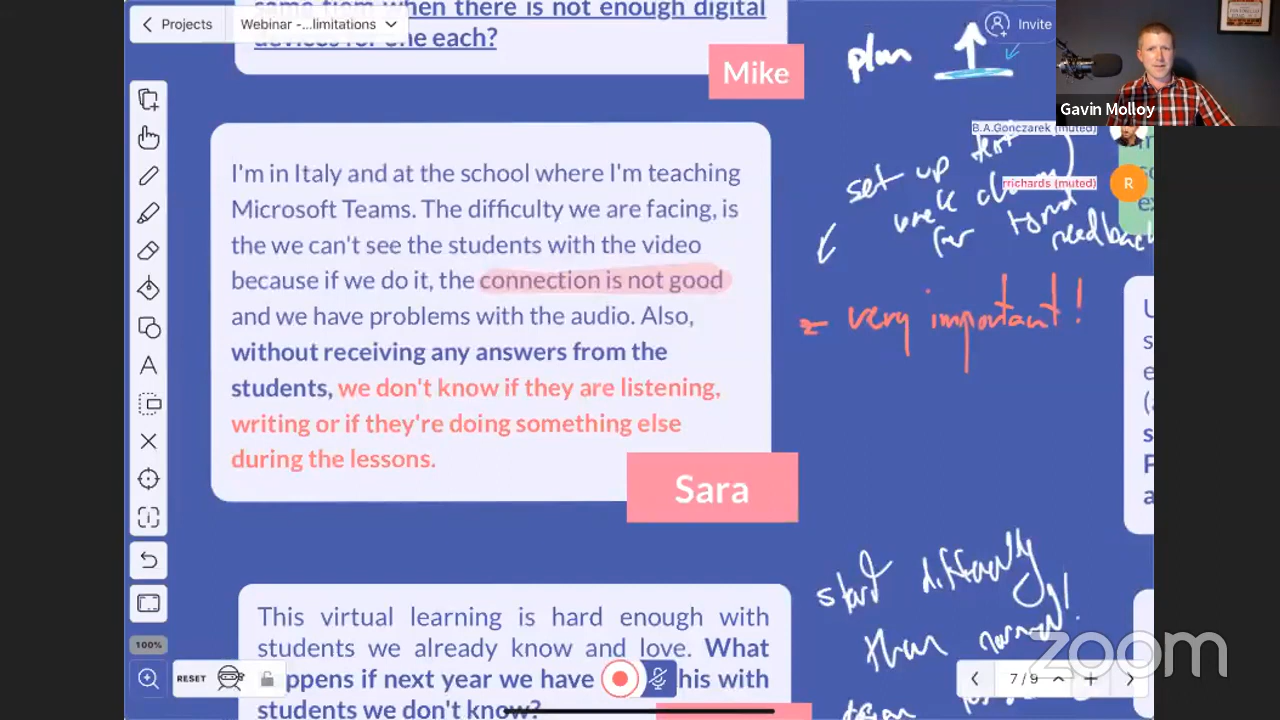 same tiem when there is not enough digital
devices for one each?
Mike
Projects
Webinar -...limitations
Invite
Gavin Molloy
B.A.Gonczarek (muted)
rrichards (muted)
R
plan
set up
week
for
feedback
very important!
I'm in Italy and at the school where I'm teaching
Microsoft Teams. The difficulty we are facing, is
the we can't see the students with the video
because if we do it, the connection is not good
and we have problems with the audio. Also,
without receiving any answers from the
students, we don't know if they are listening,
writing or if they're doing something else
during the lessons.
Sara
start differently
than normal!
This virtual learning is hard enough with
students we already know and love. What
ppens if next year we have his with
students we don't know?
100%
RESET
7/9
zoom